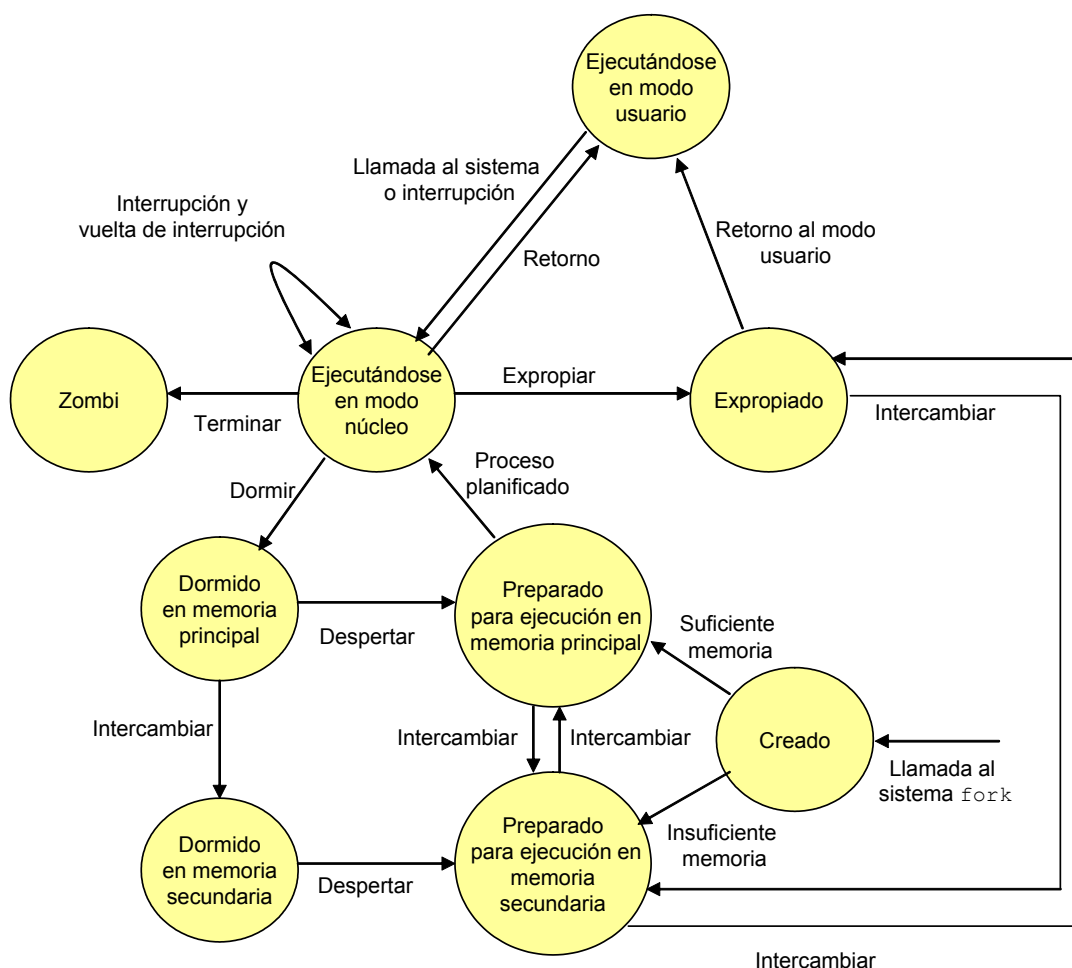 Ejecutándose
en modo
usuario
Llamada al sistema
o interrupción
Interrupción y
vuelta de interrupción
Retorno
Retorno al modo
usuario
Zombi
Terminar
Ejecutándose
en modo
núcleo
Expropiar
Expropiado
Intercambiar
Dormir
Proceso
planificado
Dormido
en memoria
principal
Despertar
Preparado
para ejecución en
memoria principal
Suficiente
memoria
Intercambiar
Intercambiar
Intercambiar
Creado
Llamada al
sistema fork
Insuficiente
memoria
Dormido
en memoria
secundaria
Despertar
Preparado
para ejecución en
memoria
secundaria
Intercambiar